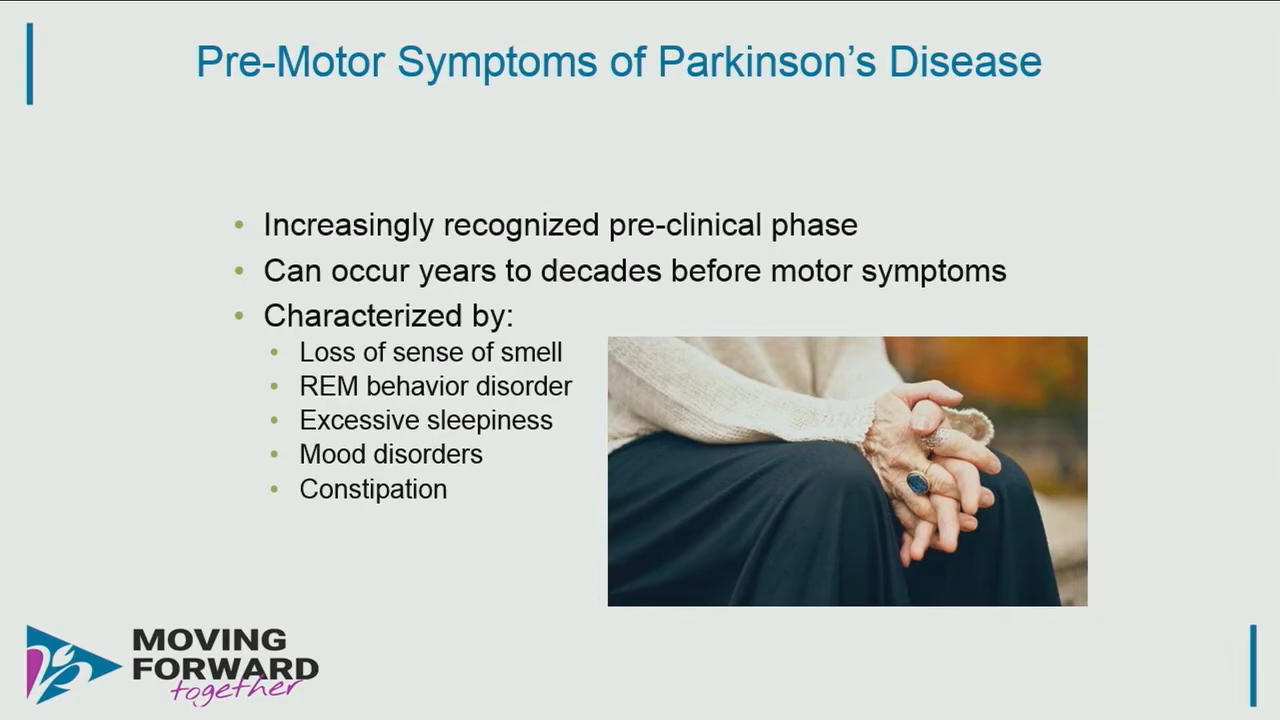 Pre-Motor Symptoms of Parkinson’s Disease
• Increasingly recognized pre-clinical phase
• Can occur years to decades before motor symptoms
• Characterized by:
• Loss of sense of smell
• REM behavior disorder
• Excessive sleepiness
• Mood disorders
• Constipation
MOVING
FORWARD
together